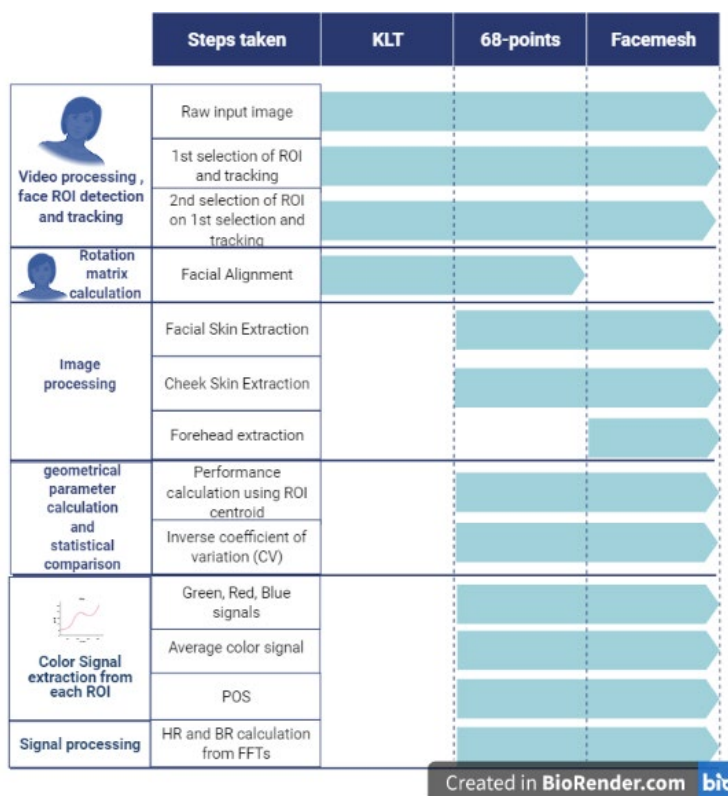 Steps taken KLT 68-points Facemesh
Video processing ,
face ROI detection
and tracking
Raw input image
1st selection of ROI
and tracking
2nd selection of ROI
on 1st selection and
tracking
Rotation
matrix
calculation
Facial Alignment
Image
processing
Facial Skin Extraction
Cheek Skin Extraction
Forehead extraction
geometrical
parameter
calculation
and
statistical
comparison
Performance
calculation using ROI
centroid
Inverse coefficient of
variation (CV)
Color Signal
extraction from
each ROI
Green, Red, Blue
signals
Average color signal
POS
Signal processing
HR and BR calculation
from FFTs
Created in BioRender.com bio